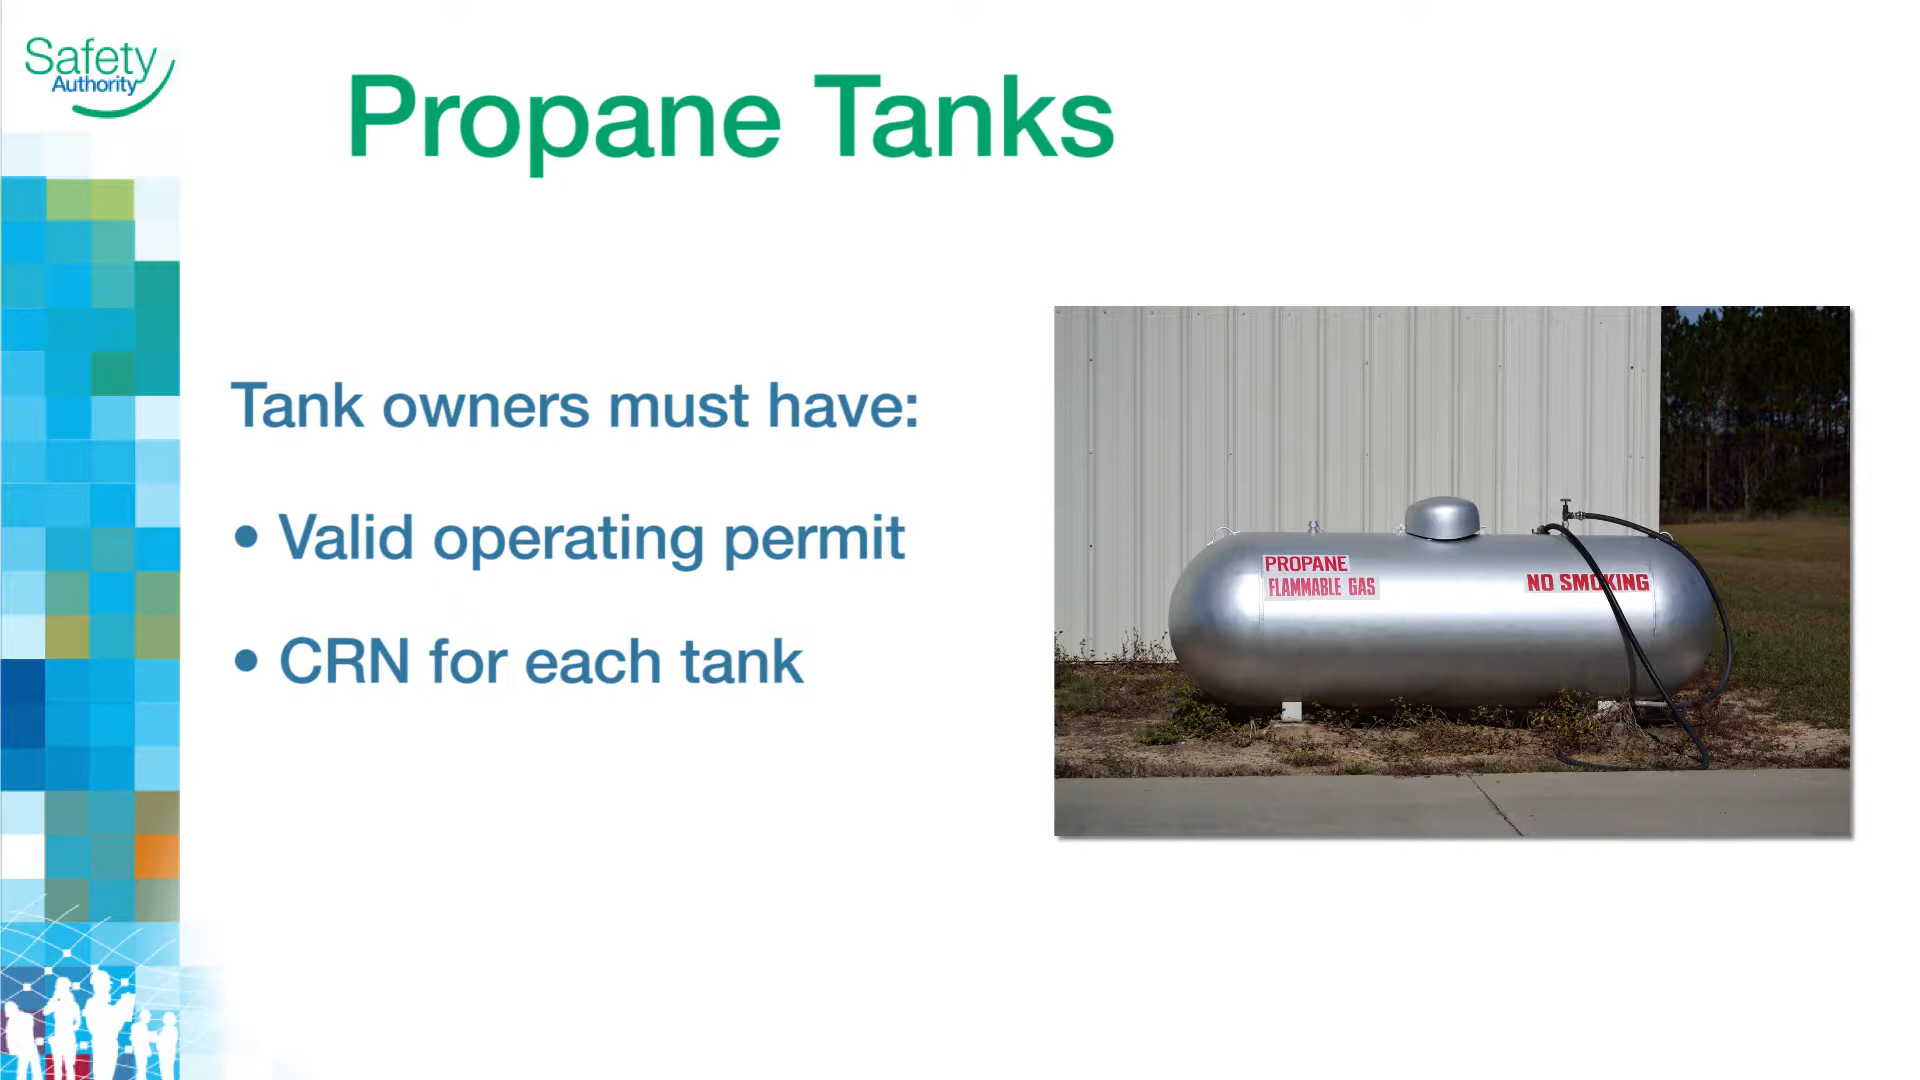 Safety
Authority
Propane Tanks
Tank owners must have:
• Valid operating permit
• CRN for each tank
PROPANE
FLAMMABLE GAS
NO SMOKING